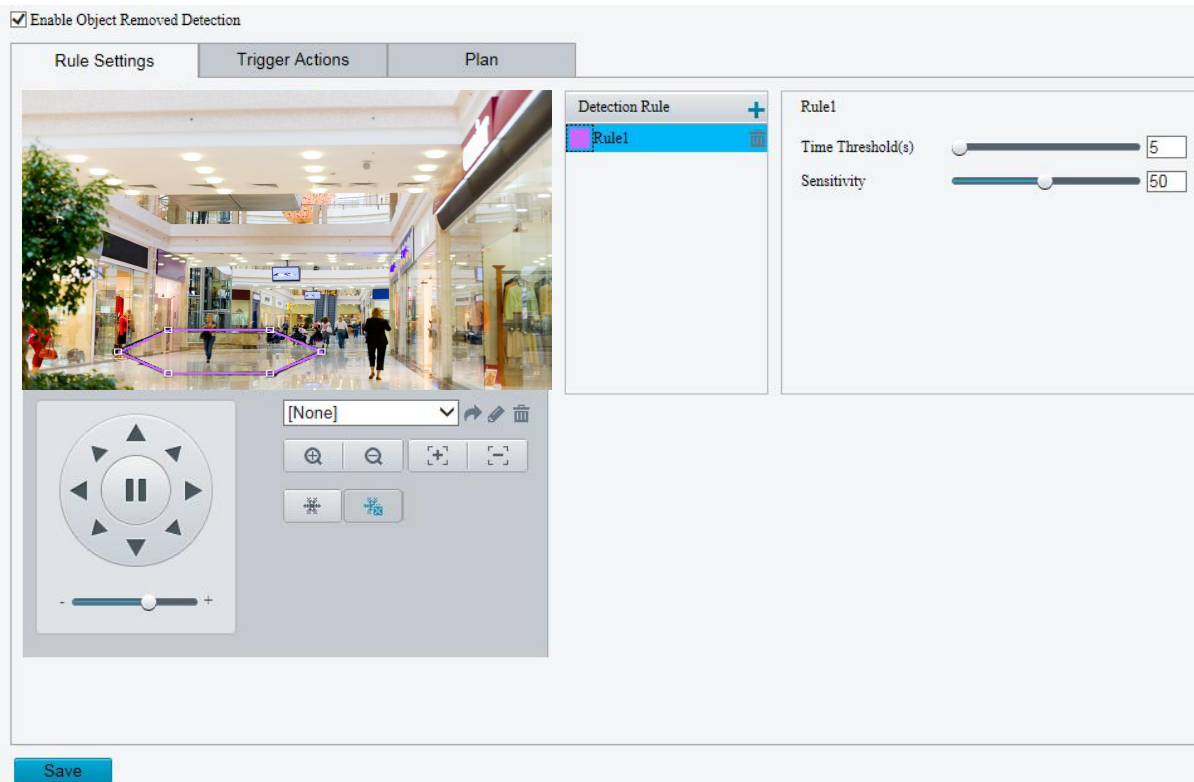 Enable Object Removed Detection
Rule Settings
Trigger Actions
Plan
Detection Rule
Rule1
Rule1
Time Threshold(s)
5
Sensitivity
50
[None]
- +
Save